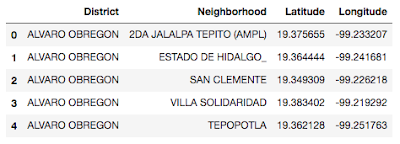 District Neighborhood Latitude Longitude
0 ALVARO OBREGON 2DA JALALPA TEPITO (AMPL) 19.375655 -99.233207
1 ALVARO OBREGON ESTADO DE HIDALGO_ 19.364444 -99.241681
2 ALVARO OBREGON SAN CLEMENTE 19.349309 -99.226218
3 ALVARO OBREGON VILLA SOLIDARIDAD 19.383402 -99.219292
4 ALVARO OBREGON TEPOPOTLA 19.362128 -99.251763